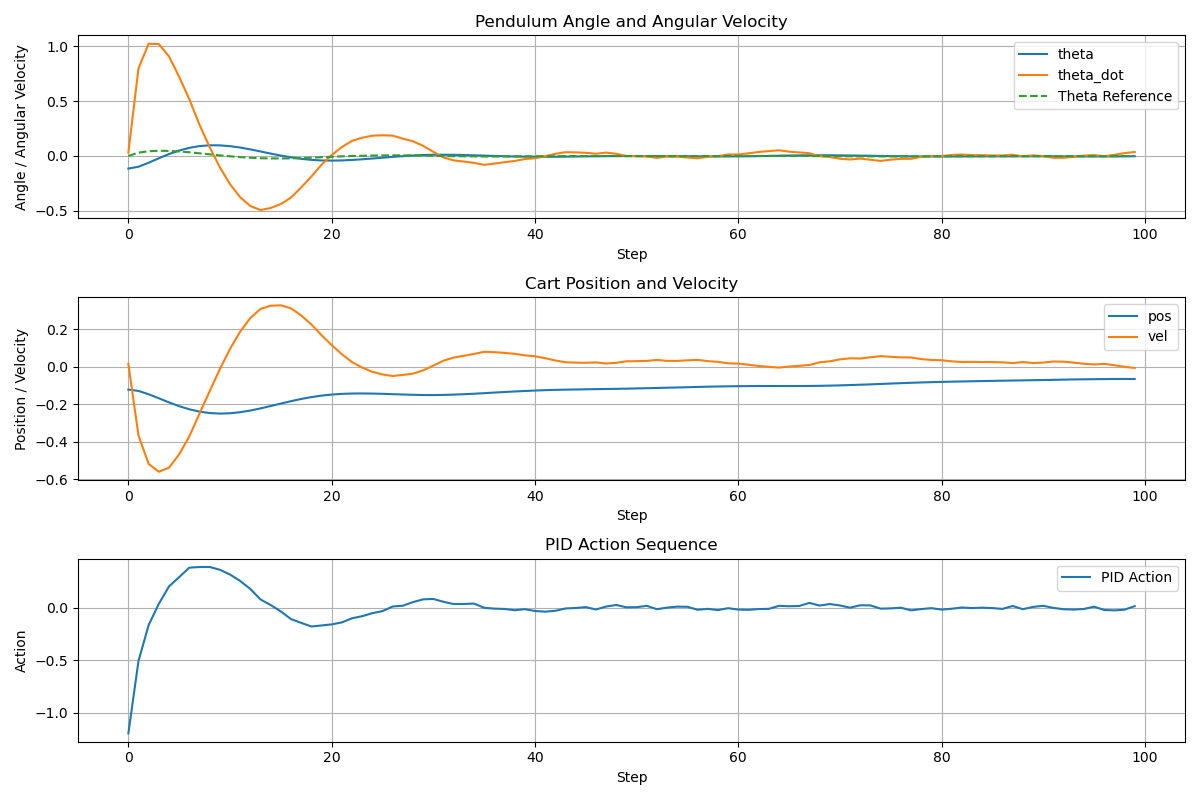 Pendulum Angle and Angular Velocity
Angle / Angular Velocity
1.0
0.5
0.0
−0.5
theta
theta_dot
Theta Reference
0 20 40 60 80 100
Step
Cart Position and Velocity
Position / Velocity
0.2
0.0
−0.2
−0.4
−0.6
pos
vel
0 20 40 60 80 100
Step
PID Action Sequence
Action
0.0
−0.5
−1.0
PID Action
0 20 40 60 80 100
Step